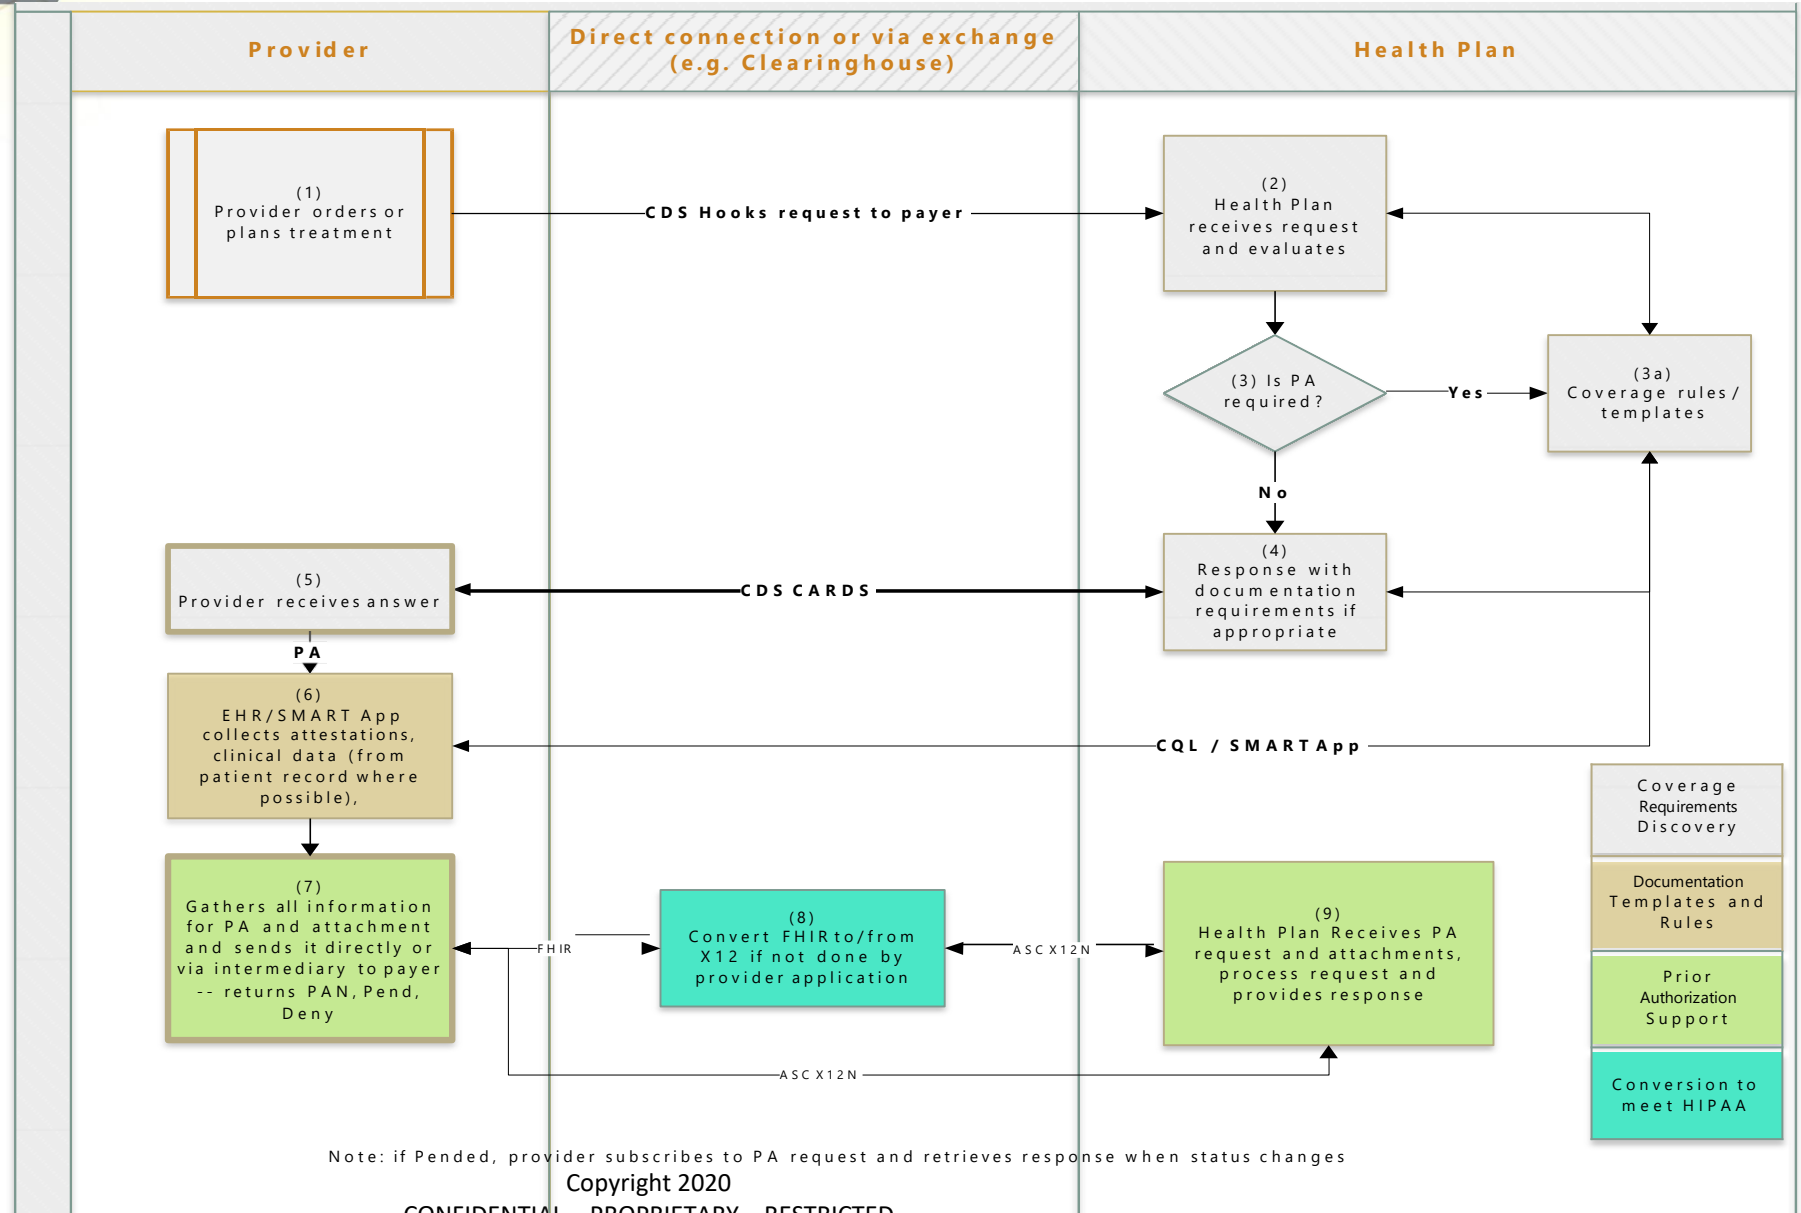 Provider
Direct connection or via exchange
(e.g. Clearinghouse)
Health Plan
(1)
Provider orders or
plans treatment
CDS Hooks request to payer
(2)
Health Plan
receives request
and evaluates
(3) Is PA
required?
Yes
(3a)
Coverage rules/
templates
No
(4)
Response with
documentation
requirements if
appropriate
CDS CARDS
(5)
Provider receives answer
PA
(6)
EHR/SMART App
collects attestations,
clinical data (from
patient record where
possible),
CQL / SMART App
(7)
Gathers all information
for PA and attachment
and sends it directly or
via intermediary to payer
-- returns PAN, Pend,
Deny
FHIR
(8)
Convert FHIR to/from
X12 if not done by
provider application
ASC X12N
(9)
Health Plan Receives PA
request and attachments,
process request and
provides response
ASC X12N
Coverage
Requirements
Discovery
Documentation
Templates and
Rules
Prior
Authorization
Support
Conversion to
meet HIPAA
Note: if Pended, provider subscribes to PA request and retrieves response when status changes
Copyright 2020
CONFIDENTIAL PROPRIETARY RESTRICTED